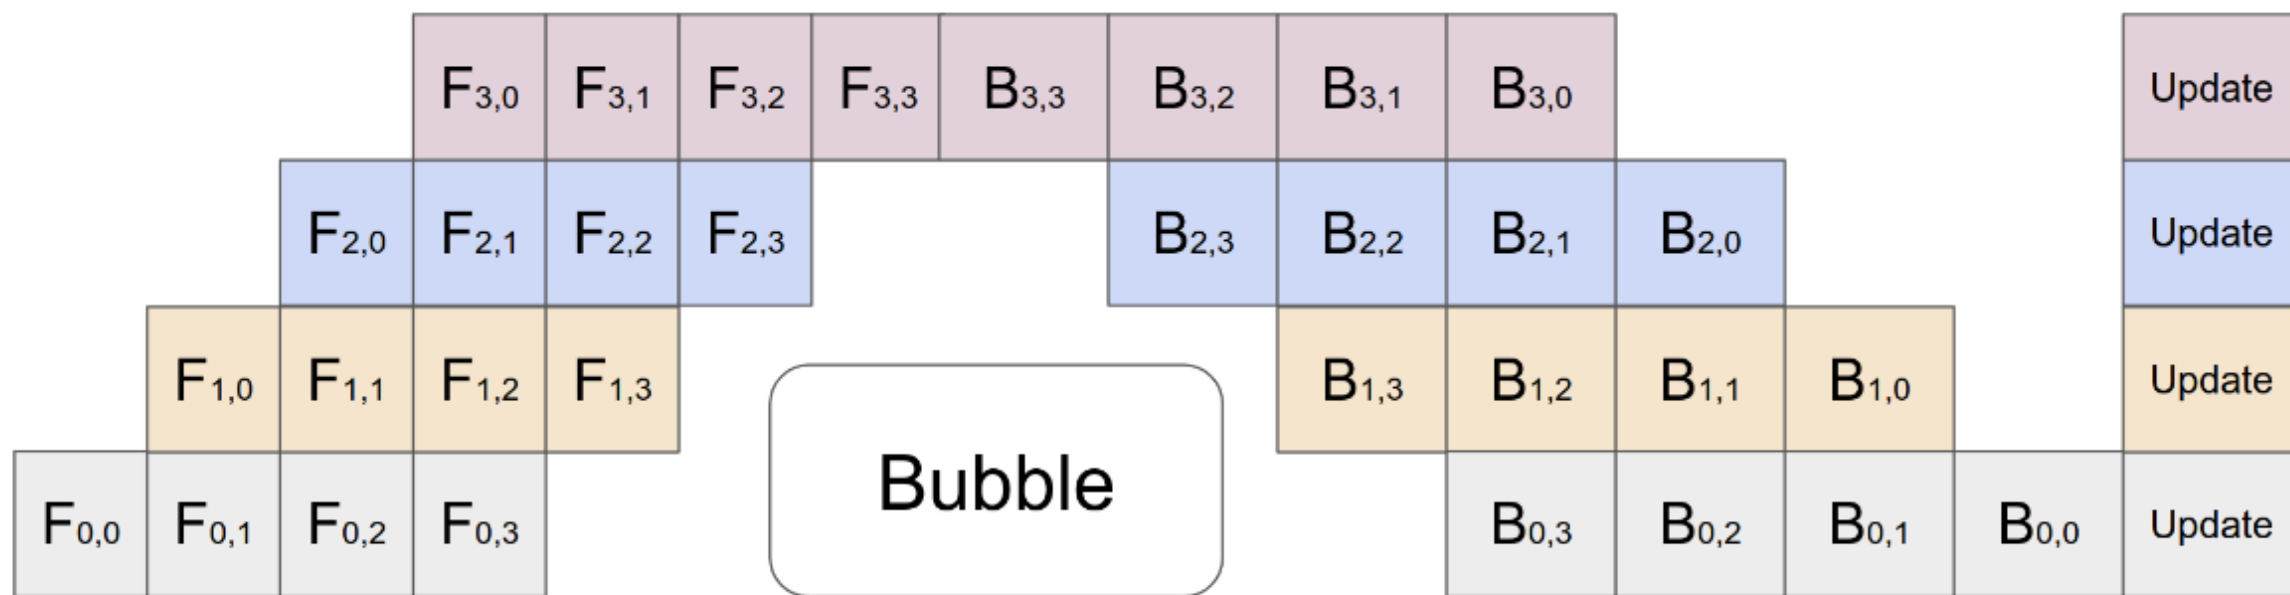 F3,0 F3,1 F3,2 F3,3 B3,3 B3,2 B3,1 B3,0 Update
F2,0 F2,1 F2,2 F2,3 B2,3 B2,2 B2,1 B2,0 Update
F1,0 F1,1 F1,2 F1,3 B1,3 B1,2 B1,1 B1,0 Update
Bubble
F0,0 F0,1 F0,2 F0,3 B0,3 B0,2 B0,1 B0,0 Update